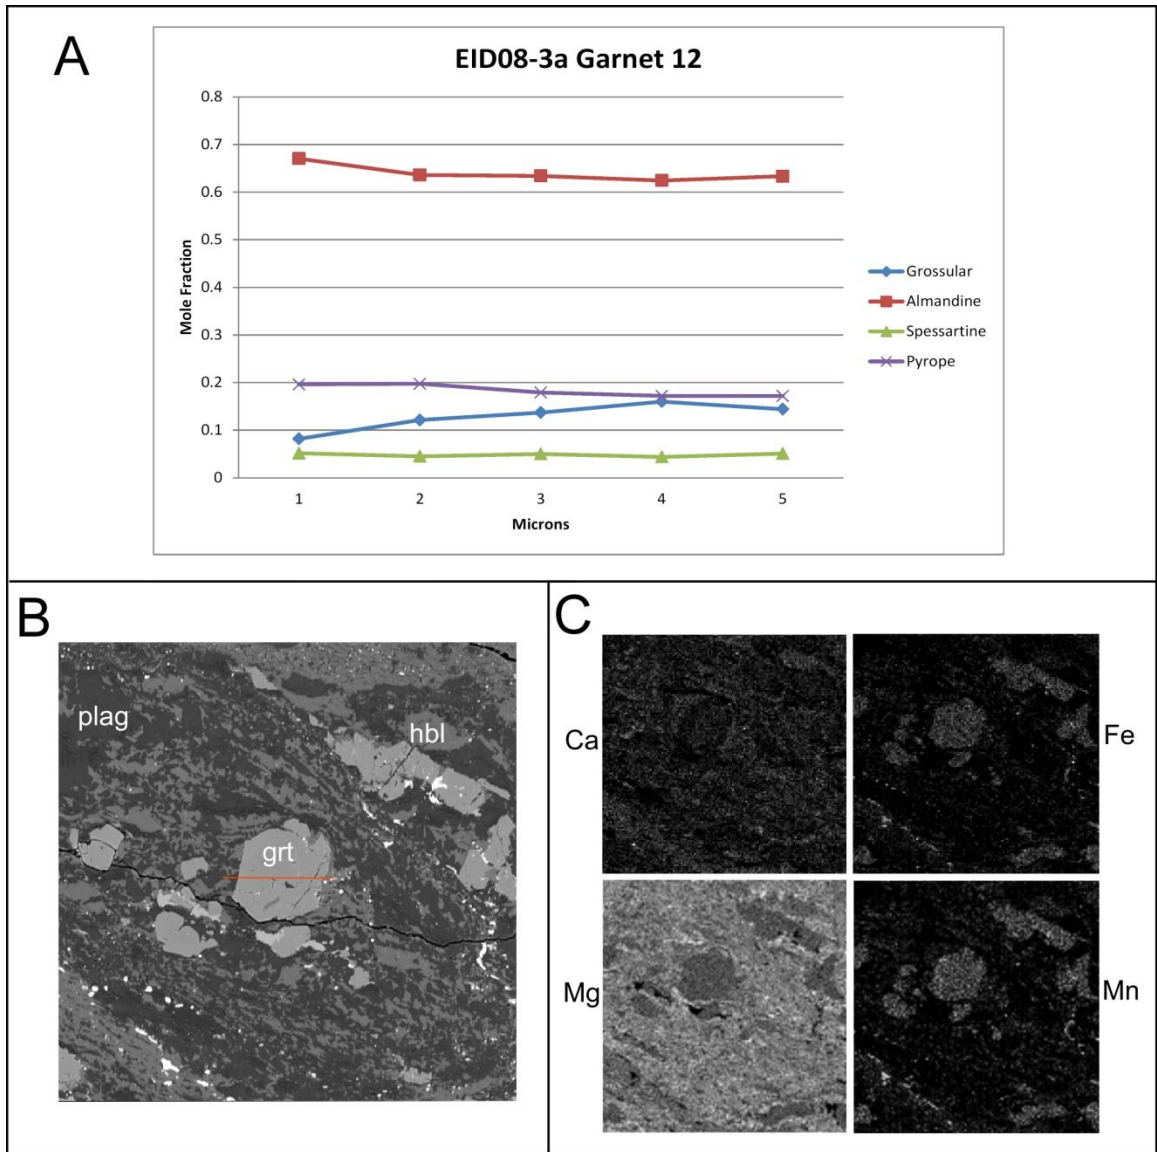 A
EID08-3a Garnet 12
0.8
0.7
0.6
0.5
0.4
0.3
0.2
0.1
0
Mole Fraction
1 2 3 4 5
Microns
Grossular
Almandine
Spessartine
Pyrope
B
plag
hbl
grt
C
Ca
Fe
Mg
Mn